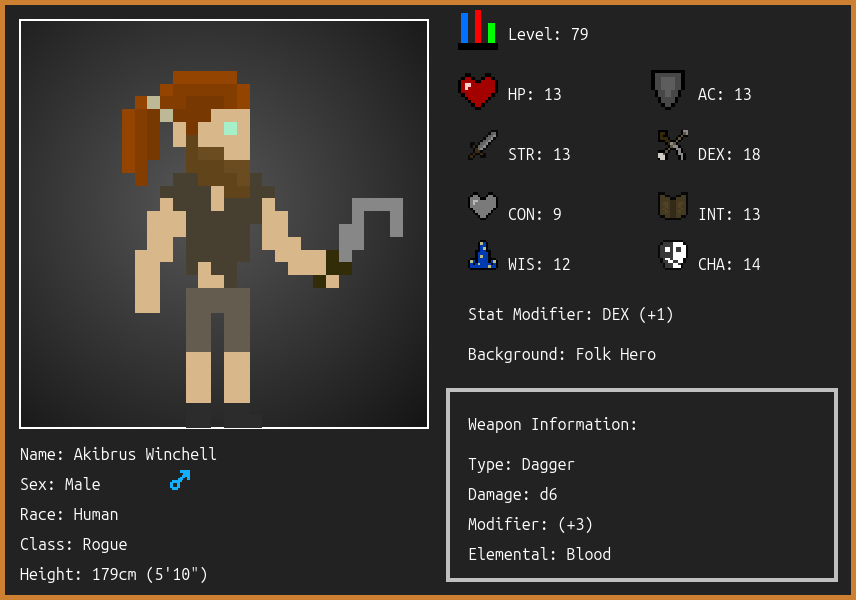 Level: 79
HP: 13
AC: 13
STR: 13
DEX: 18
CON: 9
INT: 13
WIS: 12
CHA: 14
Stat Modifier: DEX (+1)
Background: Folk Hero
Weapon Information:
Type: Dagger
Damage: d6
Modifier: (+3)
Elemental: Blood
Name: Akibrus Winchell
Sex: Male
Race: Human
Class: Rogue
Height: 179cm (5'10")